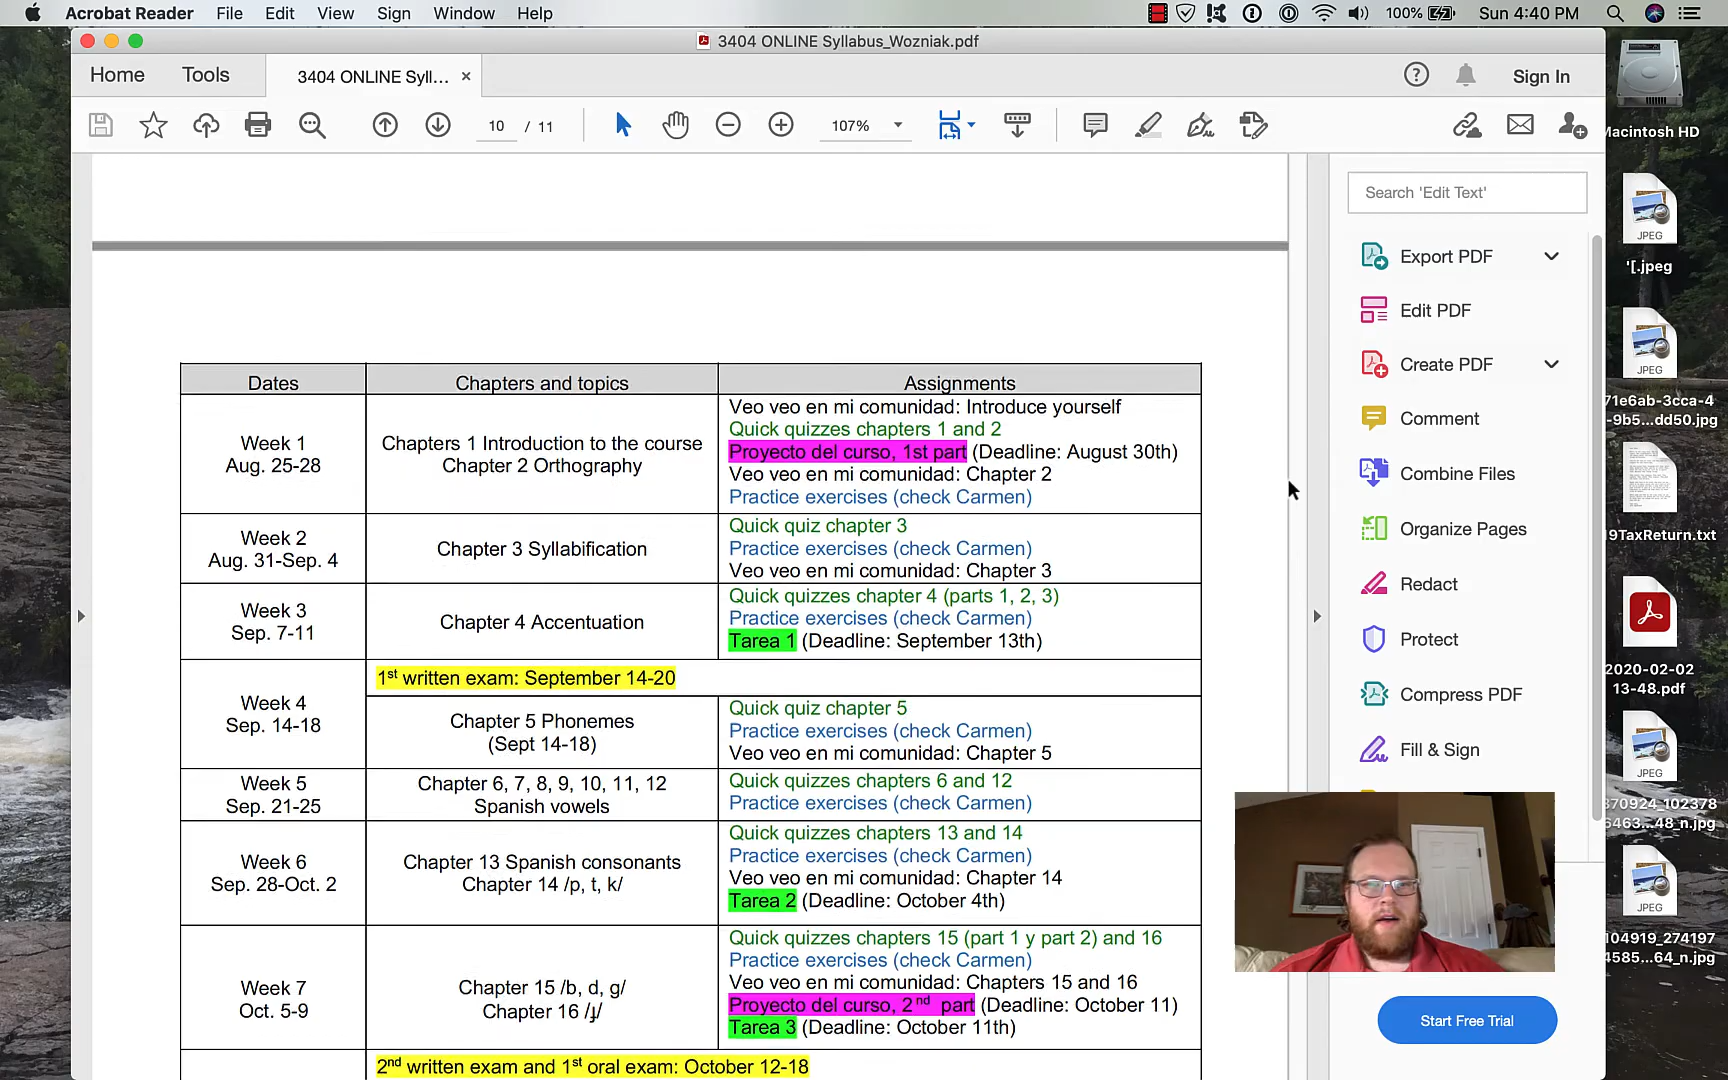 Acrobat Reader File Edit View Sign Window Help 100% Sun 4:40 PM
3404 ONLINE Syllabus_Wozniak.pdf
Home Tools 3404 ONLINE Syll... × Sign In
10 / 11 107%
Macintosh HD
Search 'Edit Text'
Export PDF
Edit PDF
Create PDF
Comment
Combine Files
Organize Pages
Redact
Protect
Compress PDF
Fill & Sign
Start Free Trial
Dates Chapters and topics Assignments
Week 1
Aug. 25-28
Chapters 1 Introduction to the course
Chapter 2 Orthography
Veo veo en mi comunidad: Introduce yourself
Quick quizzes chapters 1 and 2
Proyecto del curso, 1st part (Deadline: August 30th)
Veo veo en mi comunidad: Chapter 2
Practice exercises (check Carmen)
Week 2
Aug. 31-Sep. 4
Chapter 3 Syllabification
Quick quiz chapter 3
Practice exercises (check Carmen)
Veo veo en mi comunidad: Chapter 3
Week 3
Sep. 7-11
Chapter 4 Accentuation
Quick quizzes chapter 4 (parts 1, 2, 3)
Practice exercises (check Carmen)
Tarea 1 (Deadline: September 13th)
Week 4
Sep. 14-18
1st written exam: September 14-20
Chapter 5 Phonemes
(Sept 14-18)
Quick quiz chapter 5
Practice exercises (check Carmen)
Veo veo en mi comunidad: Chapter 5
Week 5
Sep. 21-25
Chapter 6, 7, 8, 9, 10, 11, 12
Spanish vowels
Quick quizzes chapters 6 and 12
Practice exercises (check Carmen)
Week 6
Sep. 28-Oct. 2
Chapter 13 Spanish consonants
Chapter 14 /p, t, k/
Quick quizzes chapters 13 and 14
Practice exercises (check Carmen)
Veo veo en mi comunidad: Chapter 14
Tarea 2 (Deadline: October 4th)
Week 7
Oct. 5-9
Chapter 15 /b, d, g/
Chapter 16 /ɟ/
Quick quizzes chapters 15 (part 1 y part 2) and 16
Practice exercises (check Carmen)
Veo veo en mi comunidad: Chapters 15 and 16
Proyecto del curso, 2nd part (Deadline: October 11)
Tarea 3 (Deadline: October 11th)
2nd written exam and 1st oral exam: October 12-18
JPEG
'[.jpeg
JPEG
71e6ab-3cca-4
-9b5...dd50.jpg
19TaxReturn.txt
2020-02-02
13-48.pdf
JPEG
370924_102378
6463...48_n.jpg
JPEG
104919_274197
4585...64_n.jpg